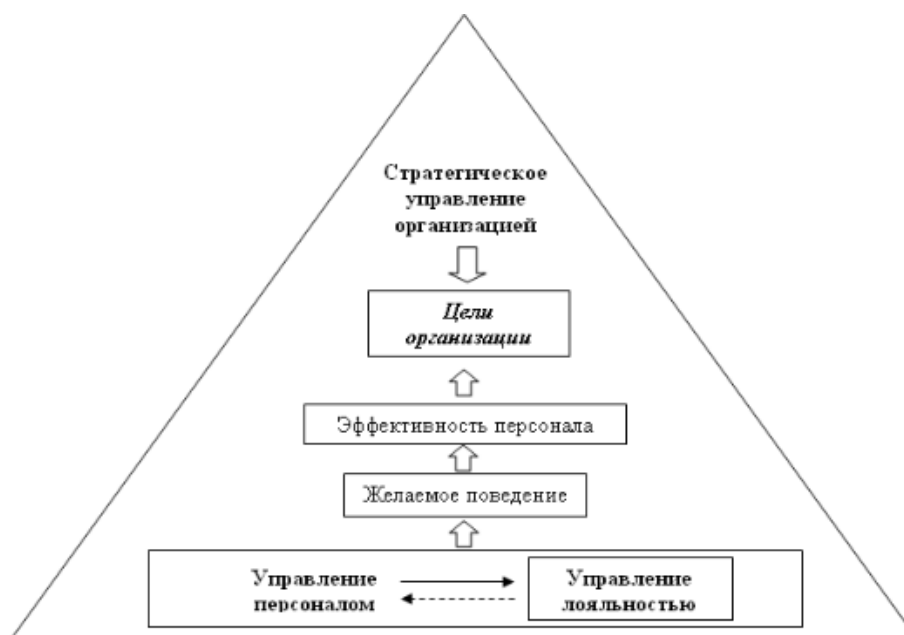 Стратегическое
управление
организацией
Цели
организации
Эффективность персонала
Желаемое поведение
Управление
персоналом
Управление
лояльностью